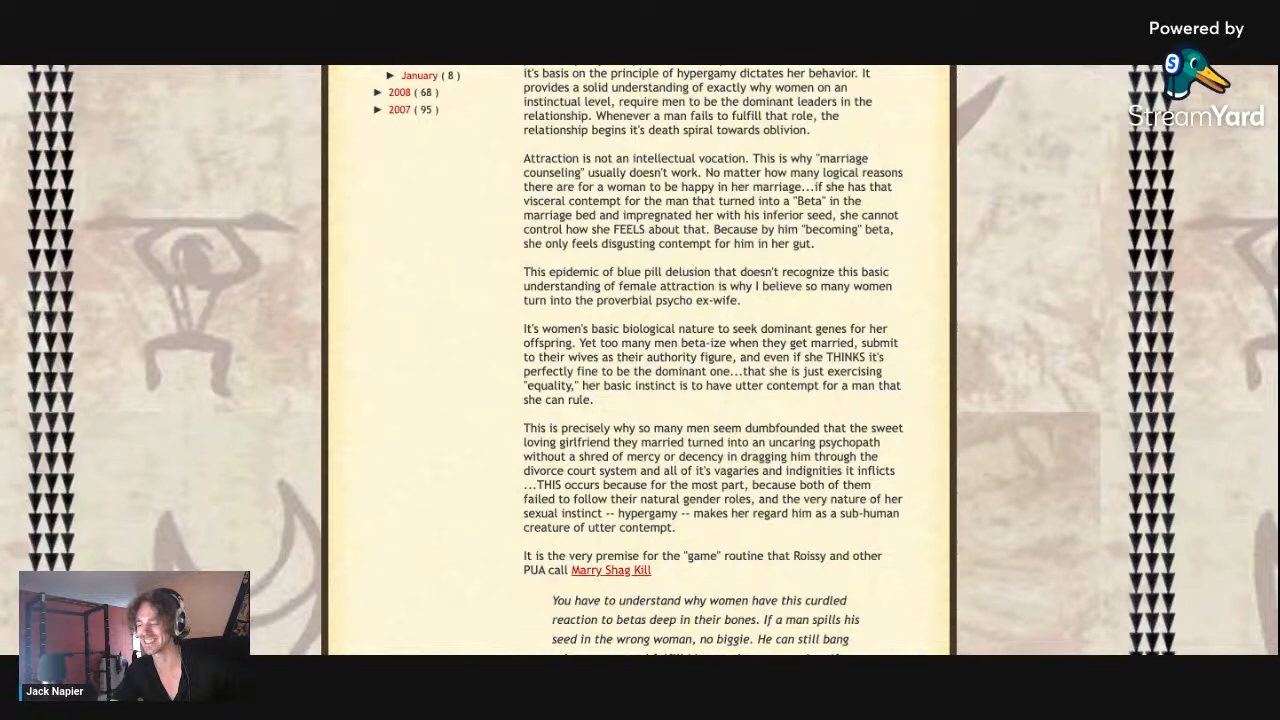 Powered by
StreamYard
► January ( 8 )
► 2008 ( 68 )
► 2007 ( 95 )
it's basis on the principle of hypergamy dictates her behavior. It
provides a solid understanding of exactly why women on an
instinctual level, require men to be the dominant leaders in the
relationship. Whenever a man fails to fulfill that role, the
relationship begins it's death spiral towards oblivion.
Attraction is not an intellectual vocation. This is why "marriage
counseling" usually doesn't work. No matter how many logical reasons
there are for a woman to be happy in her marriage...if she has that
visceral contempt for the man that turned into a "Beta" in the
marriage bed and impregnated her with his inferior seed, she cannot
control how she FEELS about that. Because by him "becoming" beta,
she only feels disgusting contempt for him in her gut.
This epidemic of blue pill delusion that doesn't recognize this basic
understanding of female attraction is why I believe so many women
turn into the proverbial psycho ex-wife.
It's women's basic biological nature to seek dominant genes for her
offspring. Yet too many men beta-ize when they get married, submit
to their wives as their authority figure, and even if she THINKS it's
perfectly fine to be the dominant one...that she is just exercising
"equality," her basic instinct is to have utter contempt for a man that
she can rule.
This is precisely why so many men seem dumbfounded that the sweet
loving girlfriend they married turned into an uncaring psychopath
without a shred of mercy or decency in dragging him through the
divorce court system and all of it's vagaries and indignities it inflicts
...THIS occurs because for the most part, because both of them
failed to follow their natural gender roles, and the very nature of her
sexual instinct -- hypergamy -- makes her regard him as a sub-human
creature of utter contempt.
It is the very premise for the "game" routine that Roissy and other
PUA call Marry Shag Kill
You have to understand why women have this curdled
reaction to betas deep in their bones. If a man spills his
seed in the wrong woman, no biggie. He can still bang
Jack Napier